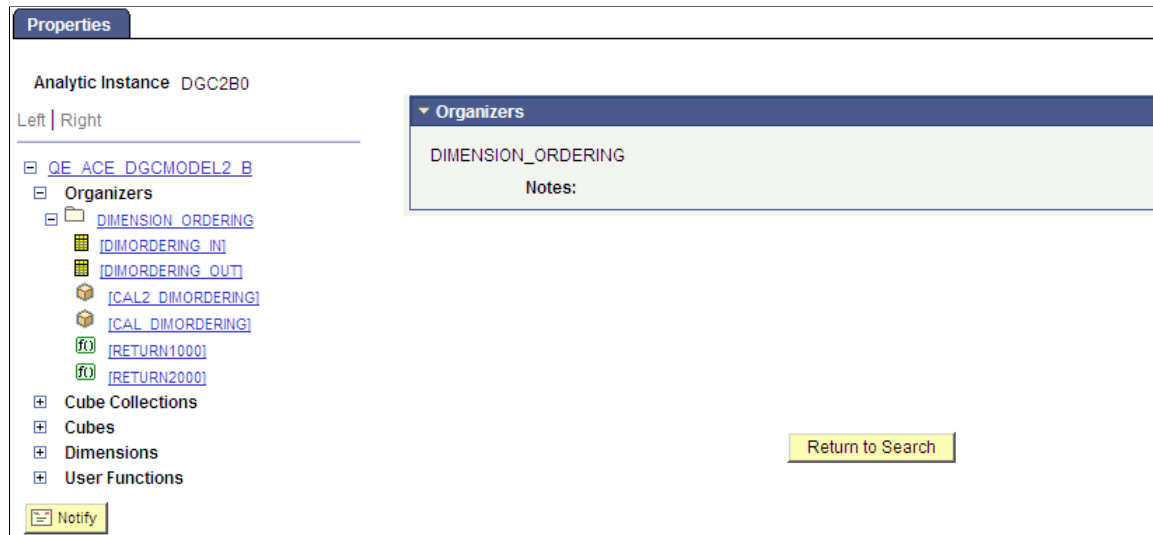 Properties
Analytic Instance DGC2B0
Left | Right
QE_ACE_DGCMODEL2_B
Organizers
DIMENSION_ORDERING
[DIMORDERING_IN]
[DIMORDERING_OUT]
[CAL2_DIMORDERING]
[CAL_DIMORDERING]
f() [RETURN1000]
f() [RETURN2000]
Cube Collections
Cubes
Dimensions
User Functions
Notify
Organizers
DIMENSION_ORDERING
Notes:
Return to Search